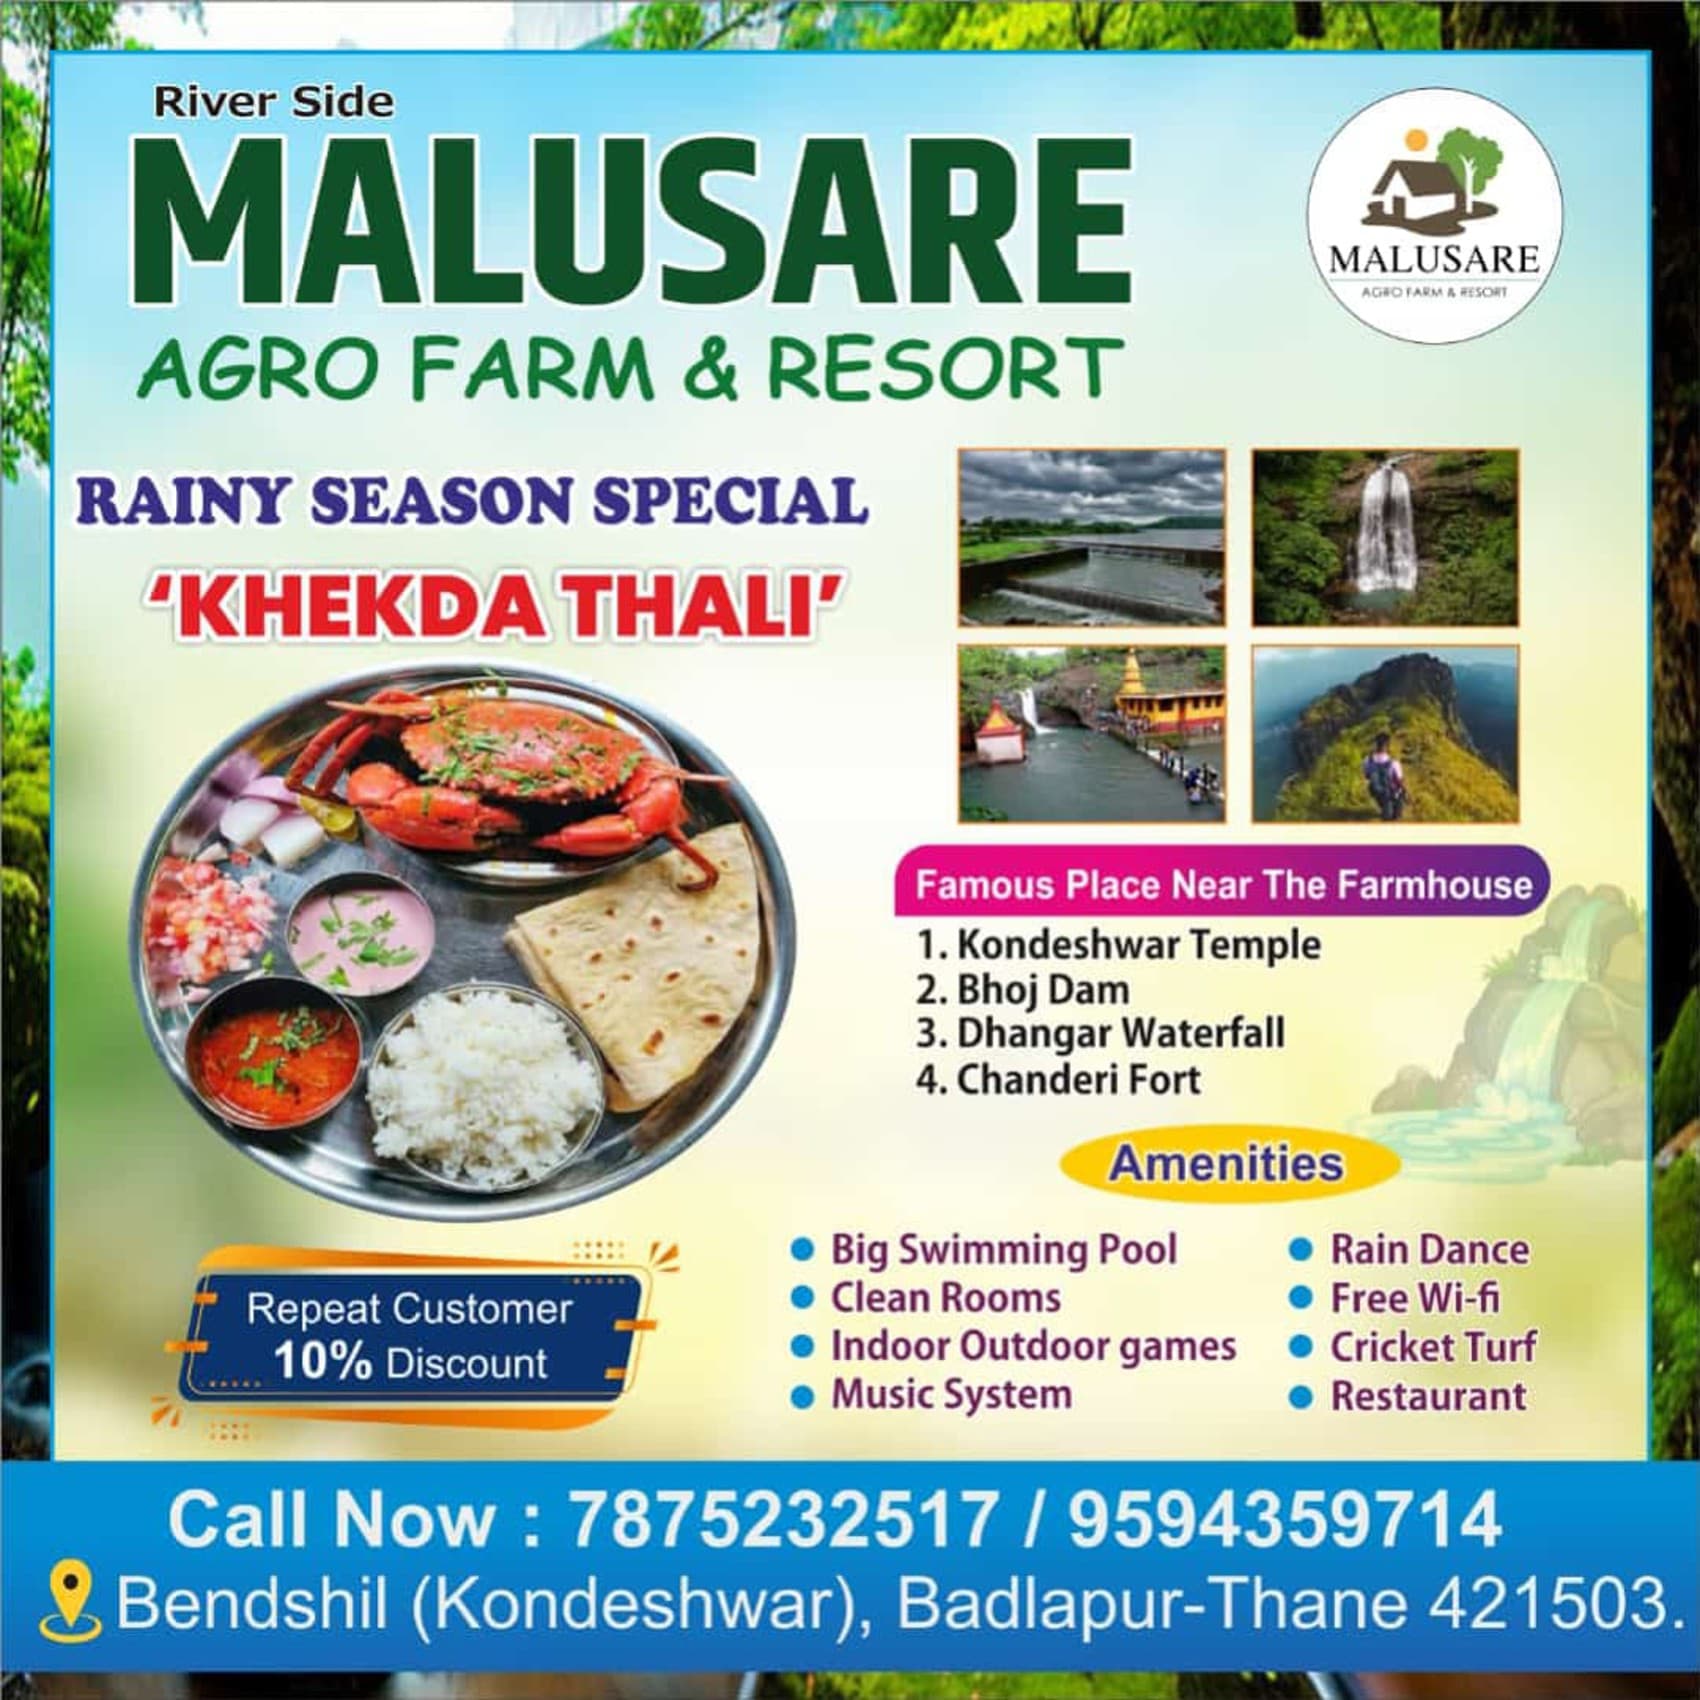 River Side
MALUSARE
AGRO FARM & RESORT
MALUSARE
AGRO FARM & RESORT
RAINY SEASON SPECIAL
‘KHEKDA THALI’
Famous Place Near The Farmhouse
1. Kondeshwar Temple
2. Bhoj Dam
3. Dhangar Waterfall
4. Chanderi Fort
Amenities
Big Swimming Pool
Clean Rooms
Indoor Outdoor games
Music System
Rain Dance
Free Wi-fi
Cricket Turf
Restaurant
Repeat Customer
10% Discount
Call Now : 7875232517 / 9594359714
Bendshil (Kondeshwar), Badlapur-Thane 421503.